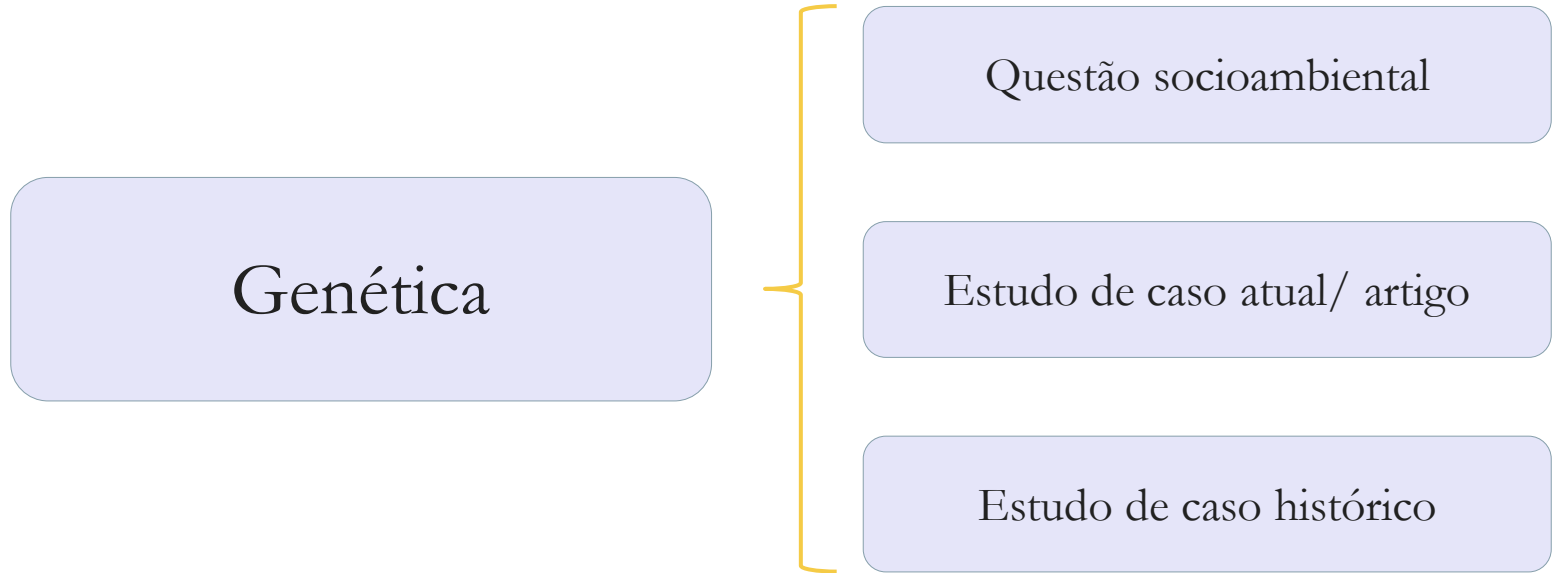 Genética
Questão socioambiental
Estudo de caso atual/ artigo
Estudo de caso histórico